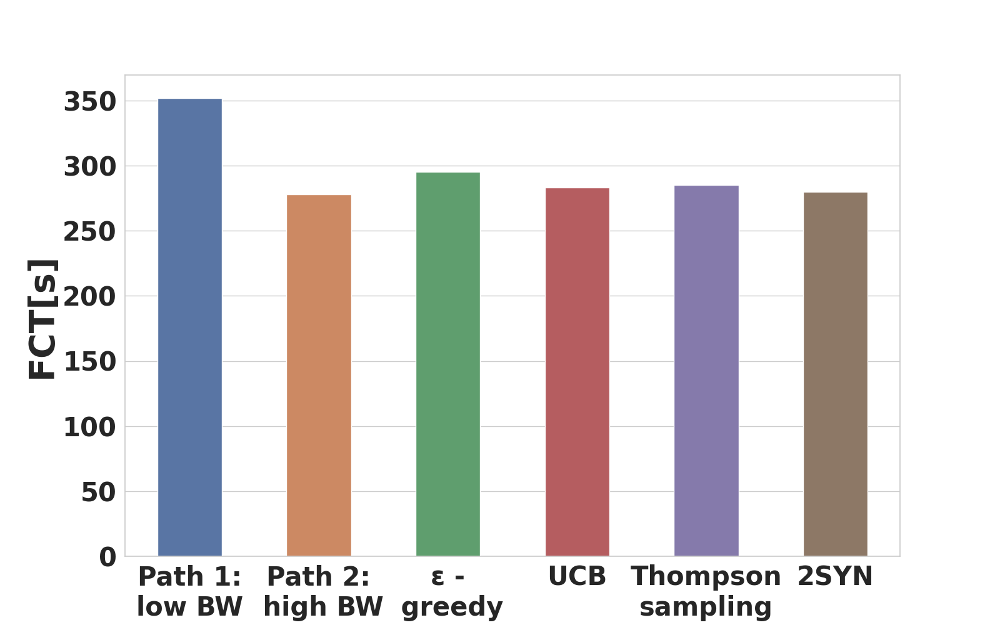 FCT[s]
350
300
250
200
150
100
50
0
Path 1:
low BW
Path 2:
high BW
ε -
greedy
UCB
Thompson
sampling
2SYN